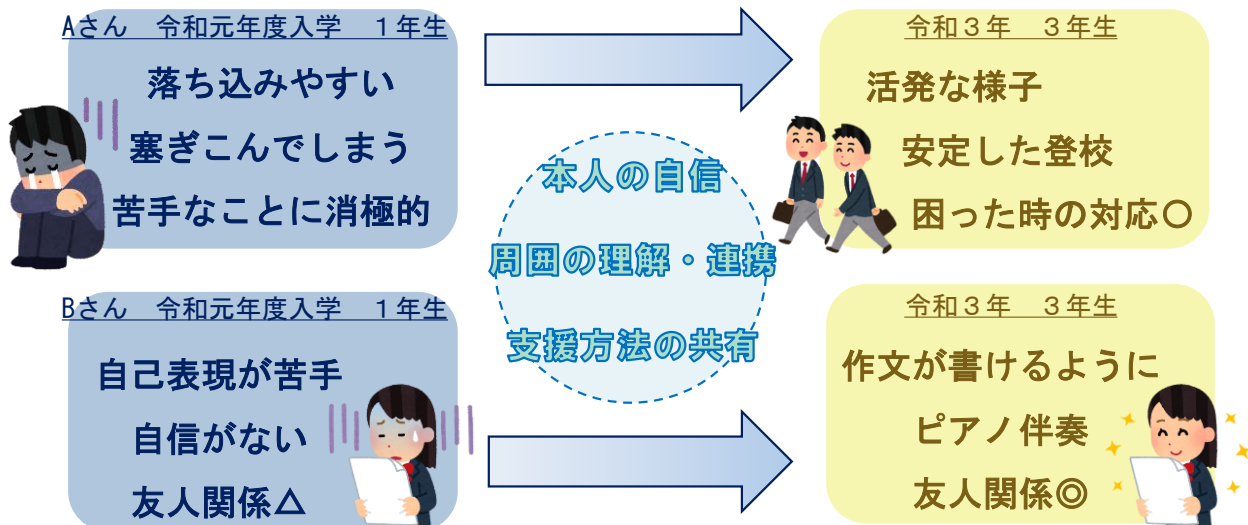 Aさん　令和元年度入学　１年生
落ち込みやすい
塞ぎこんでしまう
苦手なことに消極的
令和３年　３年生
活発な様子
安定した登校
困った時の対応〇
本人の自信
周囲の理解・連携
支援方法の共有
Bさん　令和元年度入学　１年生
自己表現が苦手
自信がない
友人関係△
令和３年　３年生
作文が書けるように
ピアノ伴奏
友人関係◎